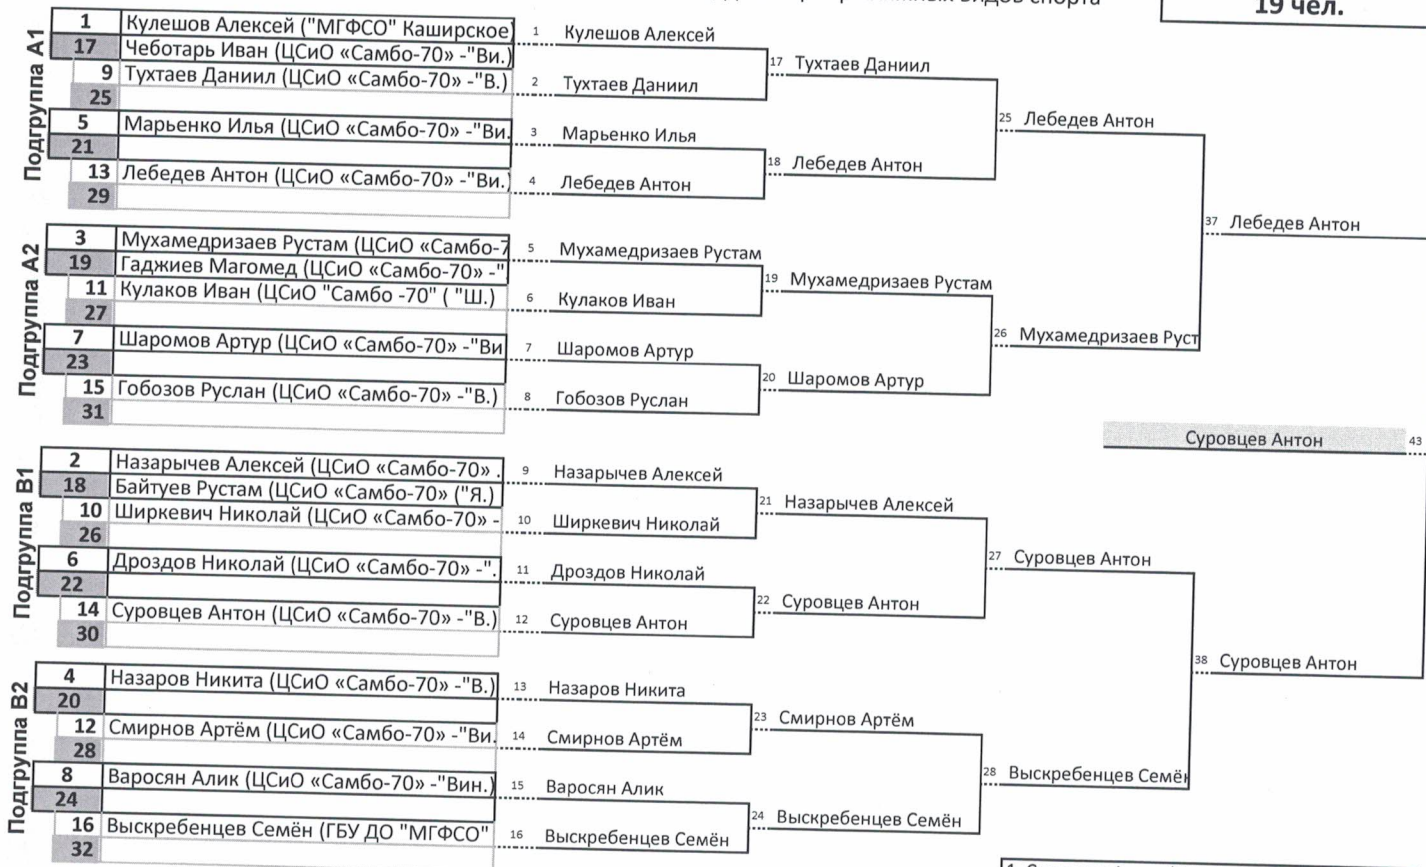 видов спорта
19 чел.
Подгруппа А1
1 Кулешов Алексей ("МГФСО" Каширское)
17 Чеботарь Иван (ЦСиО «Самбо-70» -"Ви.)
9 Тухтаев Даниил (ЦСиО «Самбо-70» -"В.)
25
5 Марьенко Илья (ЦСиО «Самбо-70» -"Ви.
21
13 Лебедев Антон (ЦСиО «Самбо-70» -"Ви.)
29
1 Кулешов Алексей
2 Тухтаев Даниил
3 Марьенко Илья
4 Лебедев Антон
17 Тухтаев Даниил
18 Лебедев Антон
25 Лебедев Антон
Подгруппа А2
3 Мухамедризаев Рустам (ЦСиО «Самбо-7
19 Гаджиев Магомед (ЦСиО «Самбо-70» -"
11 Кулаков Иван (ЦСиО "Самбо -70" ( "Ш.)
27
7 Шаромов Артур (ЦСиО «Самбо-70» -"Ви
23
15 Гобозов Руслан (ЦСиО «Самбо-70» -"В.)
31
5 Мухамедризаев Рустам
6 Кулаков Иван
7 Шаромов Артур
8 Гобозов Руслан
19 Мухамедризаев Рустам
20 Шаромов Артур
26 Мухамедризаев Руст
37 Лебедев Антон
Суровцев Антон 43
Подгруппа В1
2 Назарычев Алексей (ЦСиО «Самбо-70» .
18 Байтуев Рустам (ЦСиО «Самбо-70» ("Я.)
10 Ширкевич Николай (ЦСиО «Самбо-70» -
26
6 Дроздов Николай (ЦСиО «Самбо-70» -".
22
14 Суровцев Антон (ЦСиО «Самбо-70» -"В.)
30
9 Назарычев Алексей
10 Ширкевич Николай
11 Дроздов Николай
12 Суровцев Антон
21 Назарычев Алексей
22 Суровцев Антон
27 Суровцев Антон
Подгруппа В2
4 Назаров Никита (ЦСиО «Самбо-70» -"В.)
20
12 Смирнов Артём (ЦСиО «Самбо-70» -"Ви.
28
8 Варосян Алик (ЦСиО «Самбо-70» -"Вин.)
24
16 Выскребенцев Семён (ГБУ ДО "МГФСО"
32
13 Назаров Никита
14 Смирнов Артём
15 Варосян Алик
16 Выскребенцев Семён
23 Смирнов Артём
24 Выскребенцев Семён
28 Выскребенцев Семён
38 Суровцев Антон